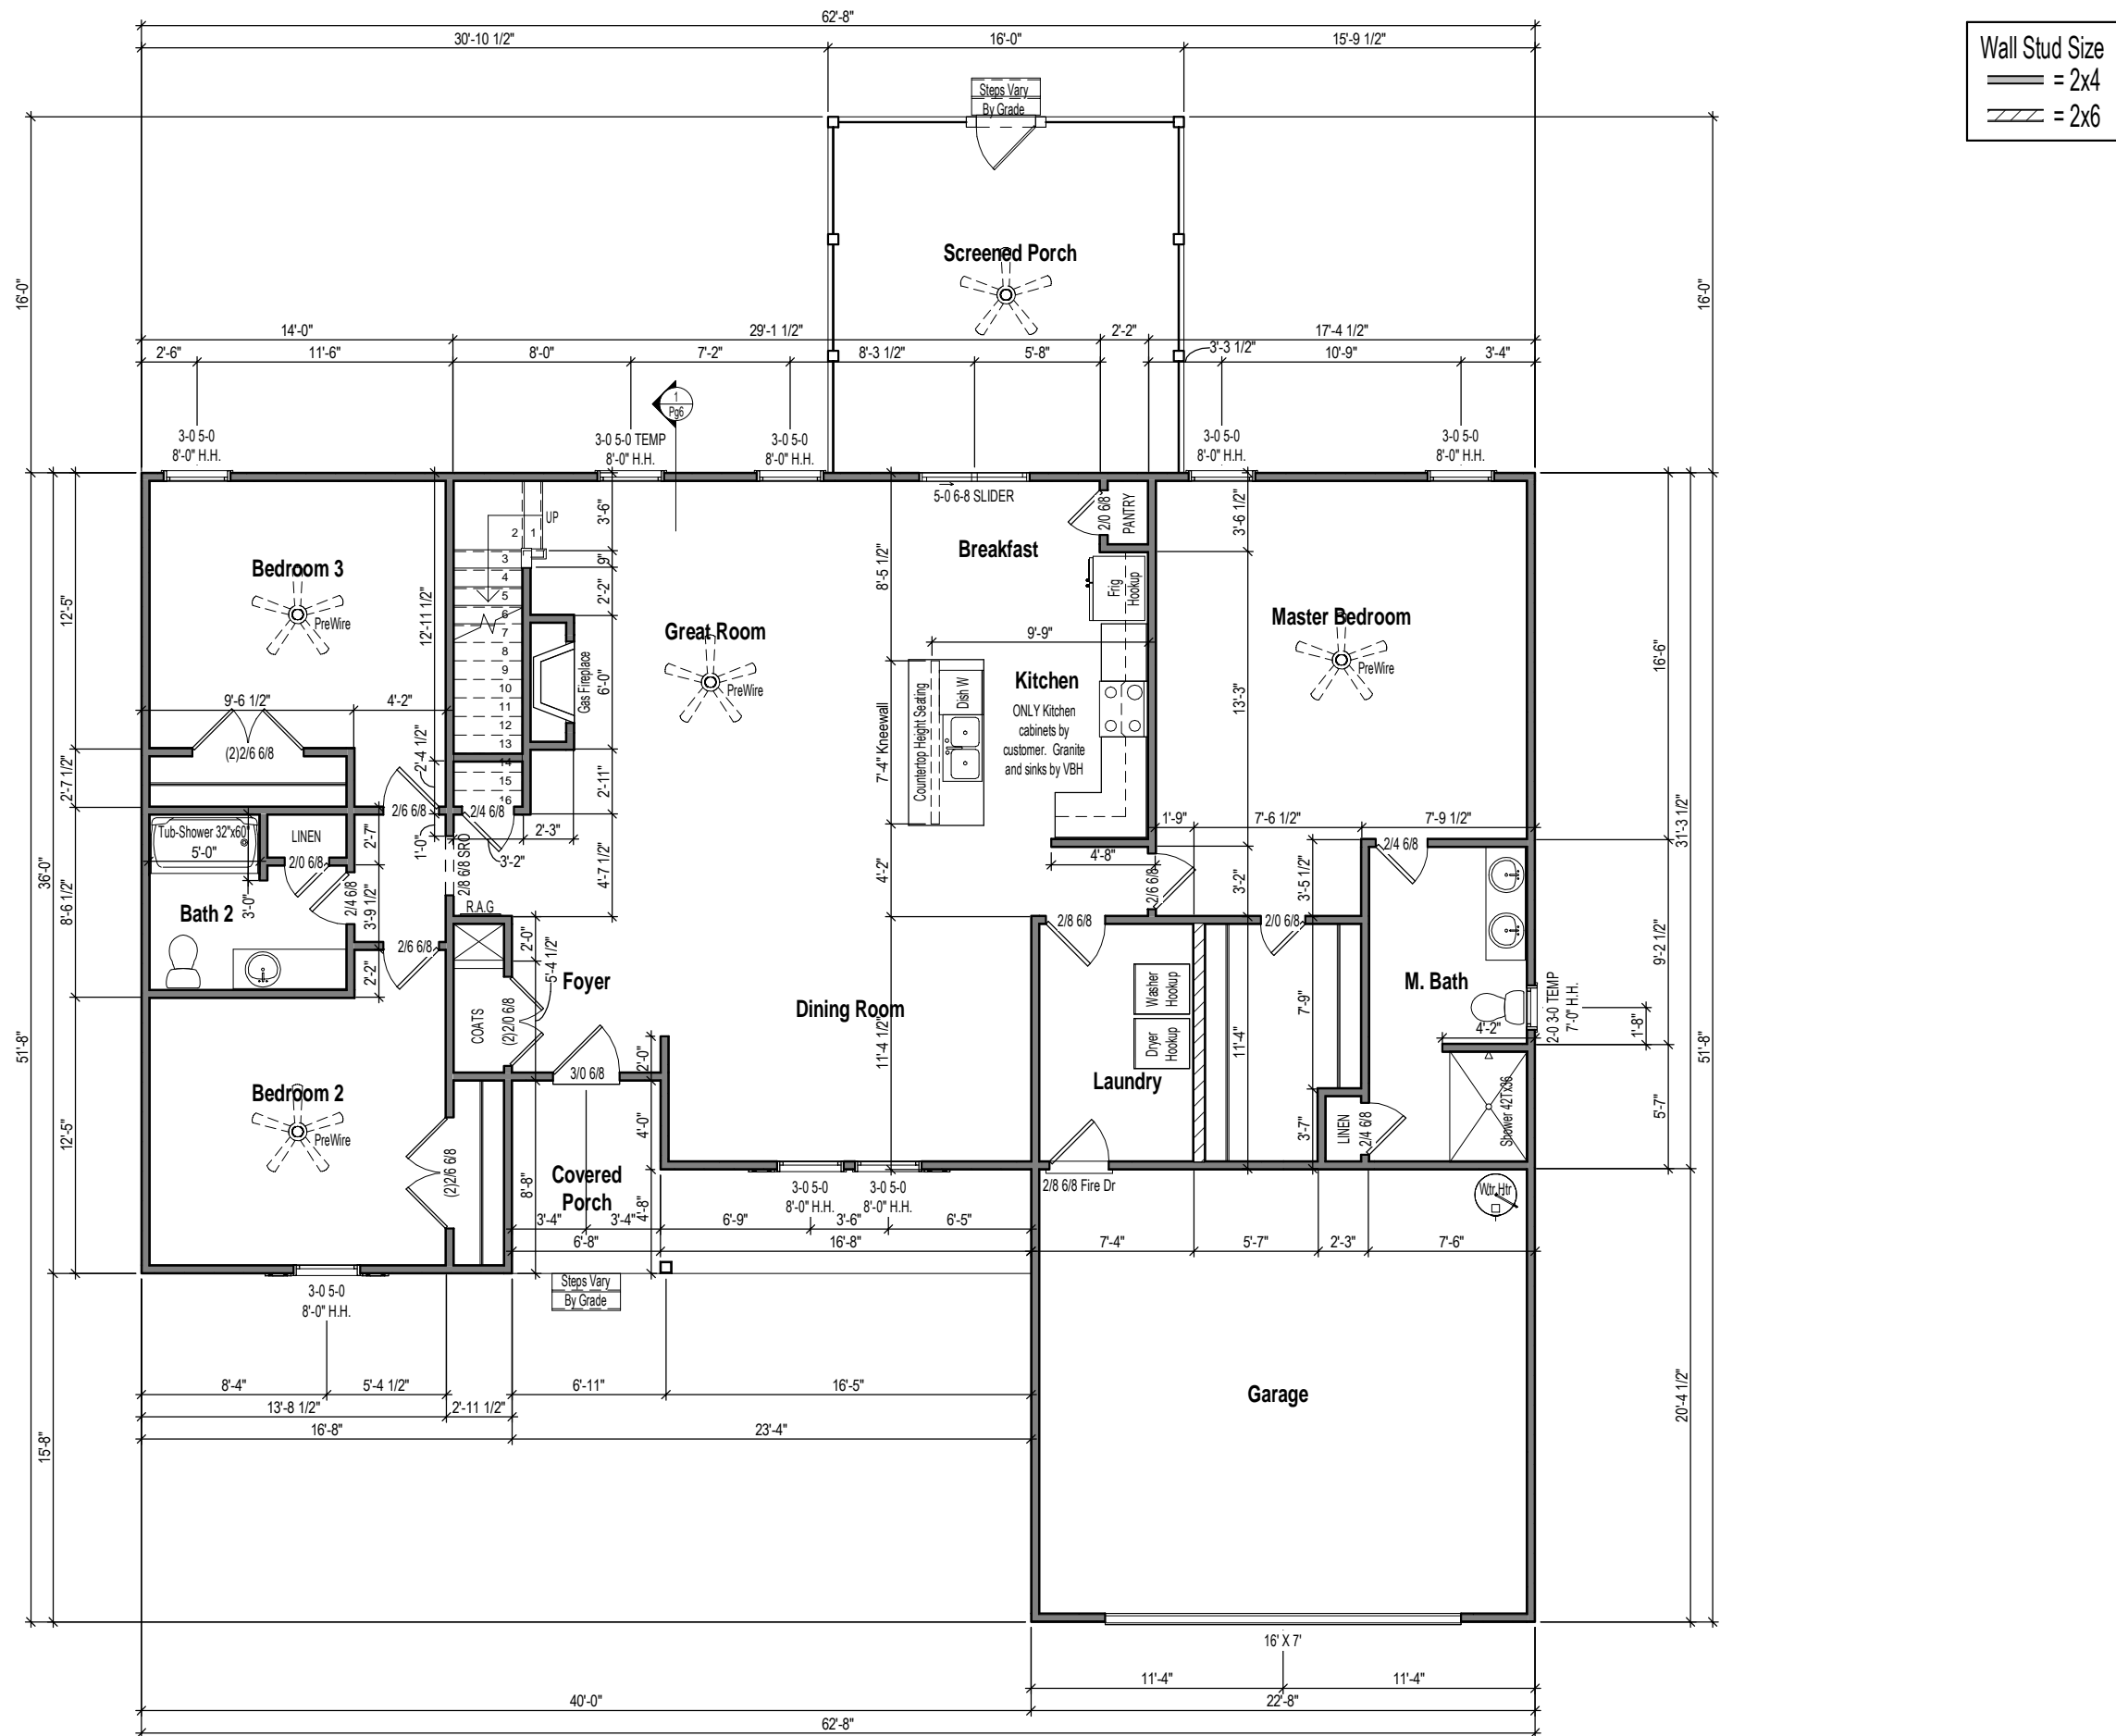 62'-8"
30'-10 1/2"
16'-0"
15'-9 1/2"
Wall Stud Size
= 2x4
= 2x6
Steps Vary
By Grade
Screened Porch
16'-0"
16'-0"
14'-0"
29'-1 1/2"
2'-2"
17'-4 1/2"
2'-6"
11'-6"
8'-0"
7'-2"
8'-3 1/2"
5'-8"
3'-3 1/2"
10'-9"
3'-4"
1
Pg6
3-0 5-0
8'-0" H.H.
3-0 5-0 TEMP
8'-0" H.H.
3-0 5-0
8'-0" H.H.
3-0 5-0
8'-0" H.H.
3-0 5-0
8'-0" H.H.
5-0 6-8 SLIDER
2/0 6/8
PANTRY
3'-6 1/2"
3'-6"
UP
2
1
3
4
5
6
7
8
9
10
11
12
13
14
15
16
9"
2'-2"
8'-5 1/2"
Breakfast
Bedroom 3
PreWire
12'-5"
12'-11 1/2"
Frig
Hookup
Great Room
PreWire
Gas Fireplace
6'-0"
9'-9"
Kitchen
ONLY Kitchen
cabinets by
customer. Granite
and sinks by VBH
Dish W
Countertop Height Seating
7'-4" Kneewall
13'-3"
Master Bedroom
PreWire
16'-6"
31'-3 1/2"
9'-6 1/2"
4'-2"
(2)2/6 6/8
2'-4 1/2"
2'-7 1/2"
2'-11"
2/6 6/8
2/4 6/8
1'-0"
2/8 6/8 SRO
3'-2"
2'-3"
4'-7 1/2"
4'-2"
4'-8"
1'-9"
7'-6 1/2"
7'-9 1/2"
2/6 6/8
3'-2"
3'-5 1/2"
2/4 6/8
Tub-Shower 32"x60"
5'-0"
LINEN
2/0 6/8
2'-7"
3'-0"
2/4 6/8
3'-9 1/2"
Bath 2
8'-6 1/2"
36'-0"
51'-8"
2/6 6/8
2'-2"
R.A.G
2'-0"
5'-4 1/2"
COATS
(2)2/0 6/8
Foyer
Dining Room
11'-4 1/2"
2/8 6/8
2/0 6/8
Washer
Hookup
Dryer
Hookup
Laundry
11'-4"
7'-9"
3'-7"
M. Bath
4'-2"
2-0 3-0 TEMP
7'-0" H.H.
1'-8"
9'-2 1/2"
5'-7"
51'-8"
LINEN
2/4 6/8
Shower 42Tx36
3/0 6/8
2'-0"
4'-0"
Bedroom 2
PreWire
12'-5"
(2)2/6 6/8
8'-8"
Covered
Porch
4'-8"
3'-4"
3'-4"
3-0 5-0
8'-0" H.H.
3-0 5-0
8'-0" H.H.
2/8 6/8 Fire Dr
Wtr Htr
6'-9"
3'-6"
6'-5"
6'-8"
16'-8"
7'-4"
5'-7"
2'-3"
7'-6"
Steps Vary
By Grade
3-0 5-0
8'-0" H.H.
8'-4"
5'-4 1/2"
6'-11"
16'-5"
Garage
13'-8 1/2"
2'-11 1/2"
16'-8"
23'-4"
15'-8"
20'-4 1/2"
16' X 7'
11'-4"
11'-4"
40'-0"
22'-8"
62'-8"